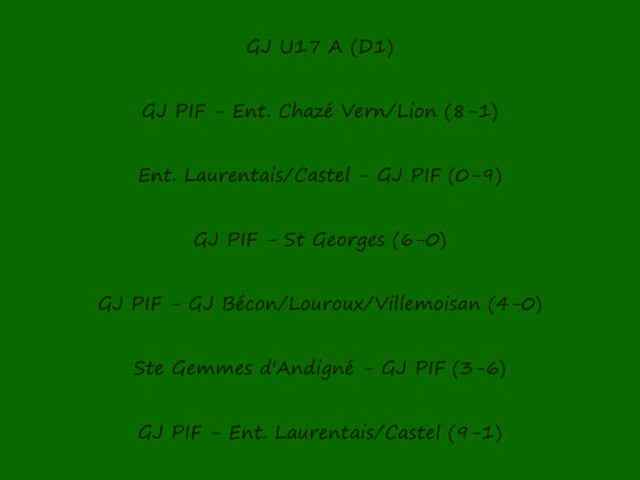 GJ U17 A (D1)
GJ PIF - Ent. Chazé Vern/Lion (8-1)
Ent. Laurentais/Castel - GJ PIF (0-9)
GJ PIF - St Georges (6-0)
GJ PIF - GJ Bécon/Louroux/Villemoisan (4-0)
Ste Gemmes d'Andigné - GJ PIF (3-6)
GJ PIF - Ent. Laurentais/Castel (9-1)